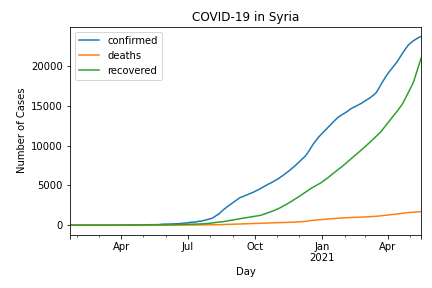 COVID-19 in Syria
confirmed
deaths
recovered
Number of Cases
20000
15000
10000
5000
0
Apr
Jul
Oct
Jan
2021
Apr
Day